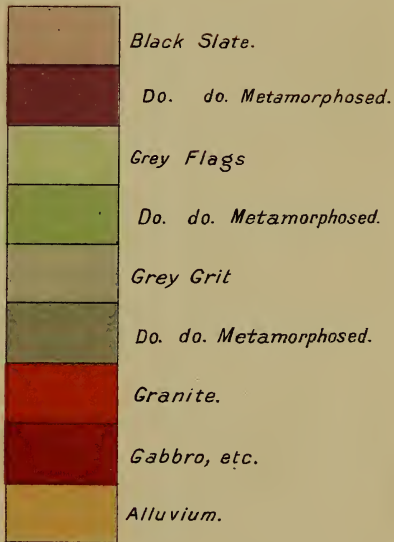 Black Slate.
Do. do. Metamorphosed.
Grey Flags
Do. do. Metamorphosed.
Grey Grit
Do. do. Metamorphosed.
Granite.
Gabbro, etc.
Alluvium.